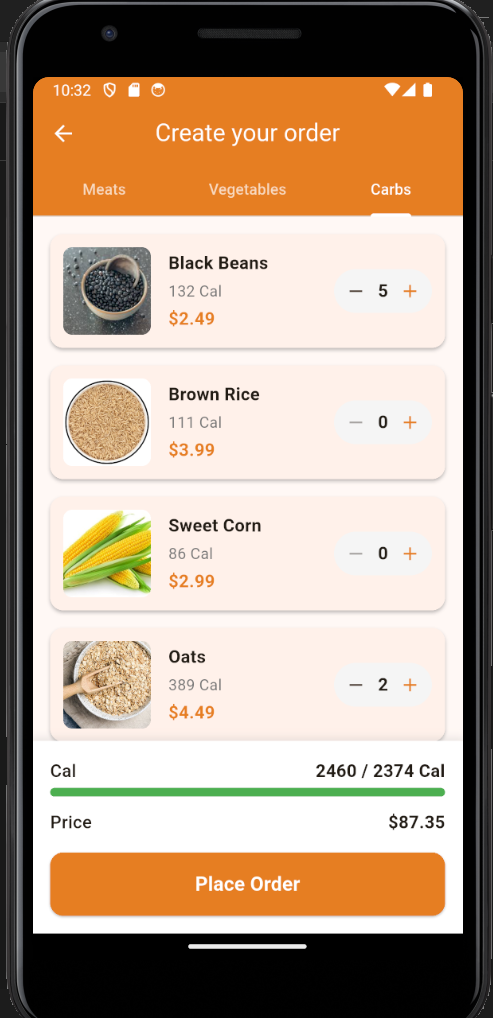 10:32
Create your order
Meats Vegetables Carbs
Black Beans
132 Cal
$2.49
− 5 +
Brown Rice
111 Cal
$3.99
− 0 +
Sweet Corn
86 Cal
$2.99
− 0 +
Oats
389 Cal
$4.49
− 2 +
Cal 2460 / 2374 Cal
Price $87.35
Place Order